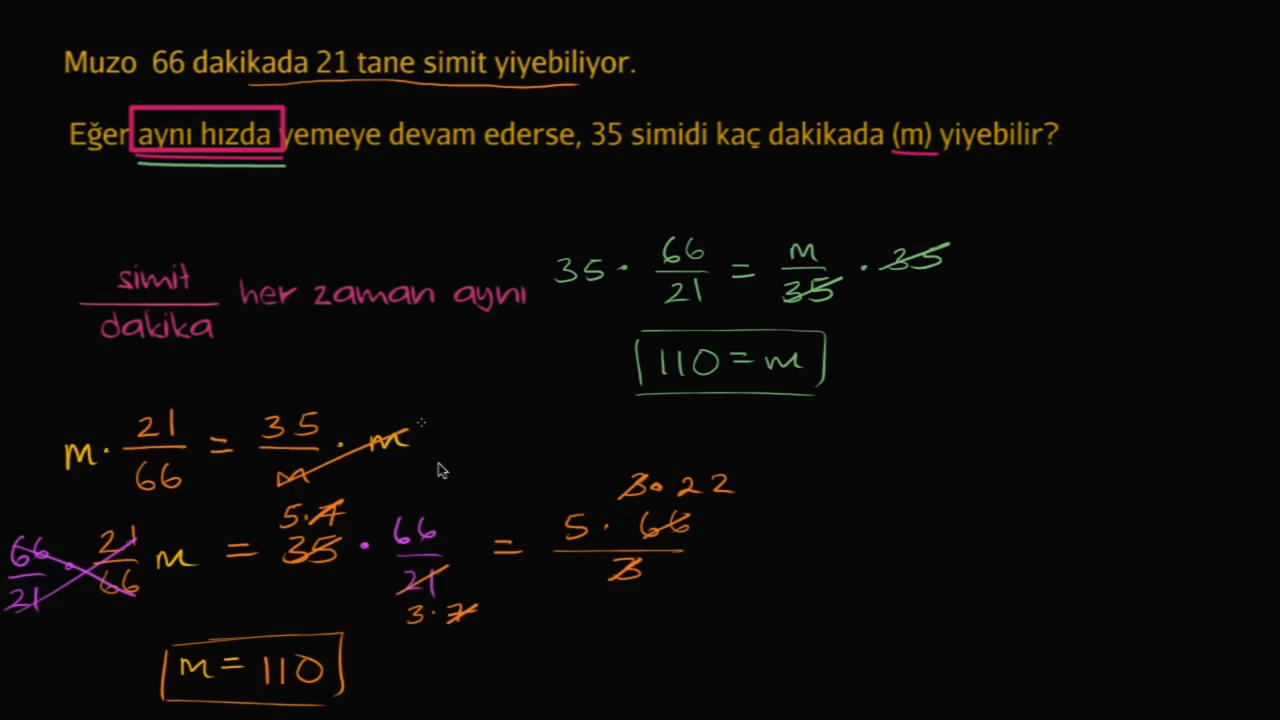 Muzo 66 dakikada 21 tane simit yiyebiliyor.
Eğer aynı hızda yemeye devam ederse, 35 simidi kaç dakikada (m) yiyebilir?
simit / dakika her zaman aynı
35 · 66/21 = m/35 · 35
110 = m
m · 21/66 = 35/m · m
5·7 3·22
66/21 · 21/66 m = 35 · 66/21 = 5 · 66 / 3
3·7
m = 110